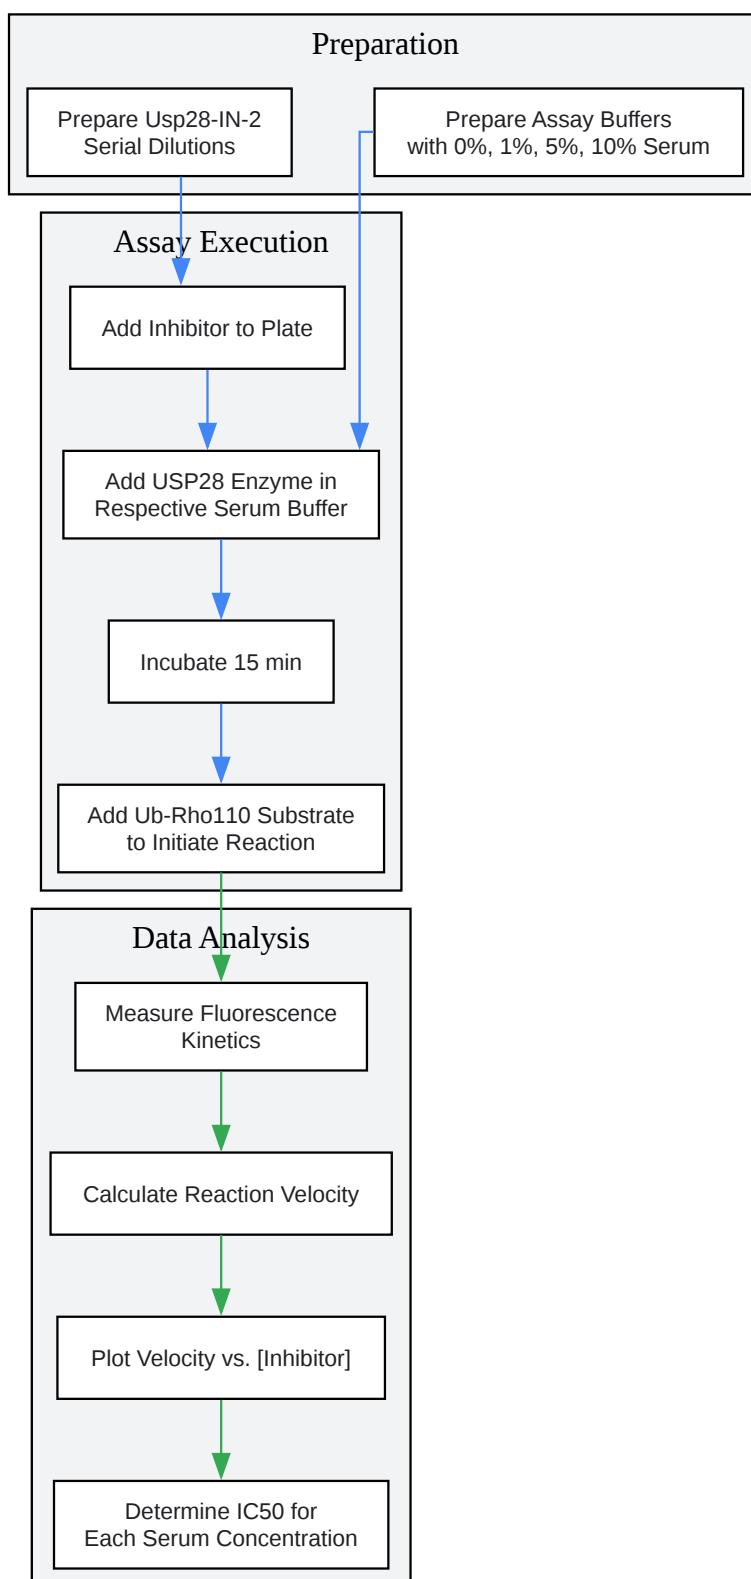 Preparation
Prepare Usp28-IN-2
Serial Dilutions
Prepare Assay Buffers
with 0%, 1%, 5%, 10% Serum
Assay Execution
Add Inhibitor to Plate
Add USP28 Enzyme in
Respective Serum Buffer
Incubate 15 min
Add Ub-Rho110 Substrate
to Initiate Reaction
Data Analysis
Measure Fluorescence
Kinetics
Calculate Reaction Velocity
Plot Velocity vs. [Inhibitor]
Determine IC50 for
Each Serum Concentration